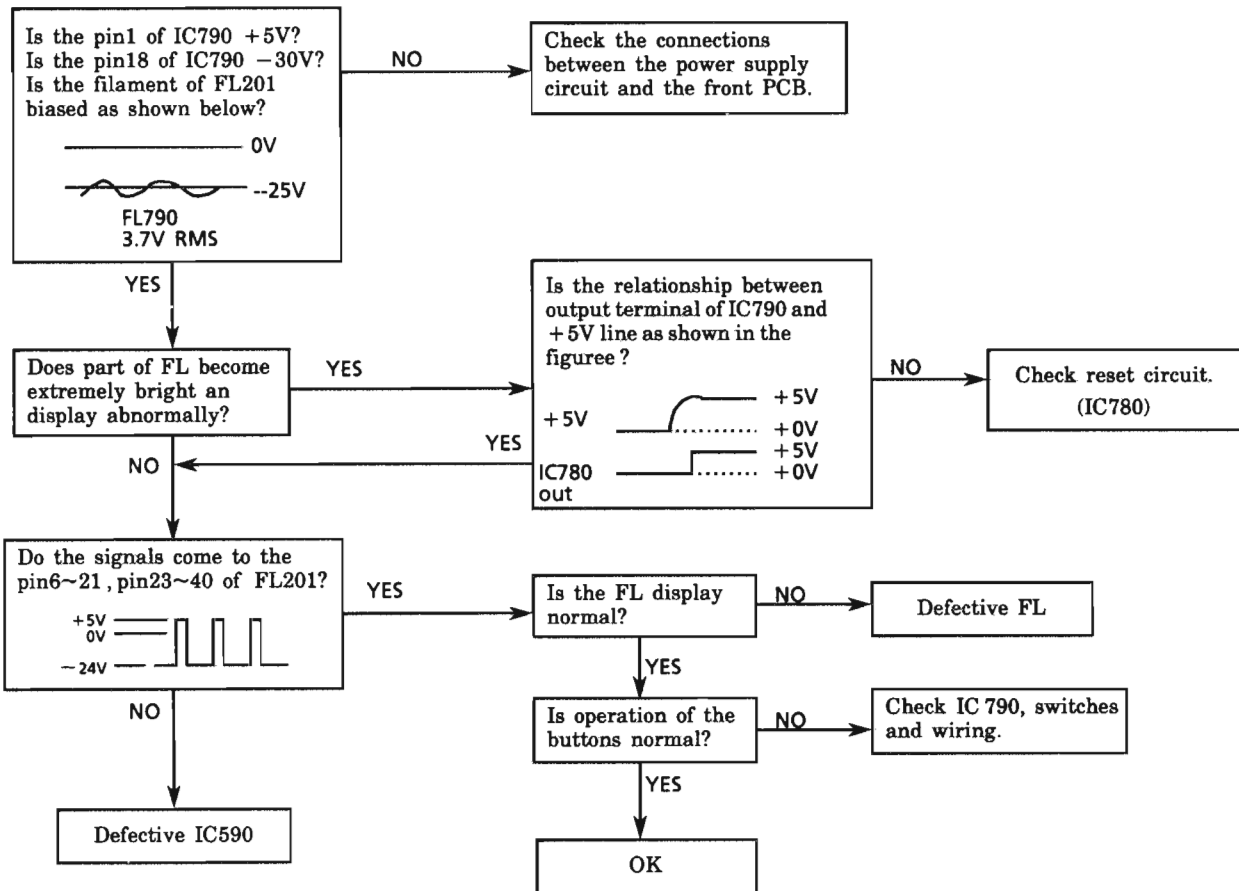 Is the pin1 of IC790 +5V?
Is the pin18 of IC790 −30V?
Is the filament of FL201
biased as shown below?
0V
--25V
FL790
3.7V RMS
NO
Check the connections
between the power supply
circuit and the front PCB.
YES
Does part of FL become
extremely bright an
display abnormally?
YES
Is the relationship between
output terminal of IC790 and
+5V line as shown in the
figuree ?
+5V
+5V
+0V
+5V
IC780
out
+0V
NO
Check reset circuit.
(IC780)
YES
NO
Do the signals come to the
pin6~21 , pin23~40 of FL201?
+5V
0V
−24V
YES
Is the FL display
normal?
NO
Defective FL
YES
Is operation of the
buttons normal?
NO
Check IC 790, switches
and wiring.
YES
OK
NO
Defective IC590